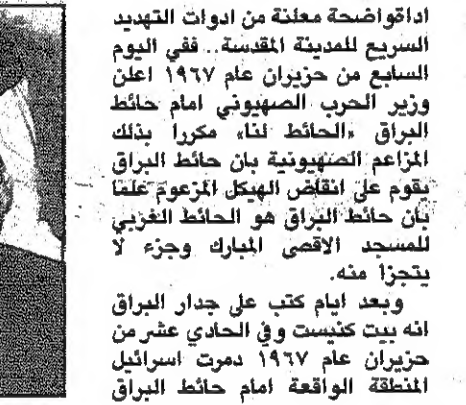 اداةواضحة معلنة من ادوات التهديد
السريع للمدينة المقدسة.. ففي اليوم
السابع من حزيران عام ١٩٦٧ اعلن
وزير الحرب الصهيوني امام حائط
البراق «الحائط لنا» مكررا بذلك
المزاعم الصهيونية بان حائط البراق
يقوم على انقاض الهيكل المزعوم علما
بان حائط البراق هو الحائط الغربي
للمسجد الاقصى المبارك وجزء لا
يتجزا منه.
وبعد ايام كتب على جدار البراق
انه بيت كنيست وفي الحادي عشر من
حزيران عام ١٩٦٧ دمرت اسرائيل
المنطقة الواقعة امام حائط البراق